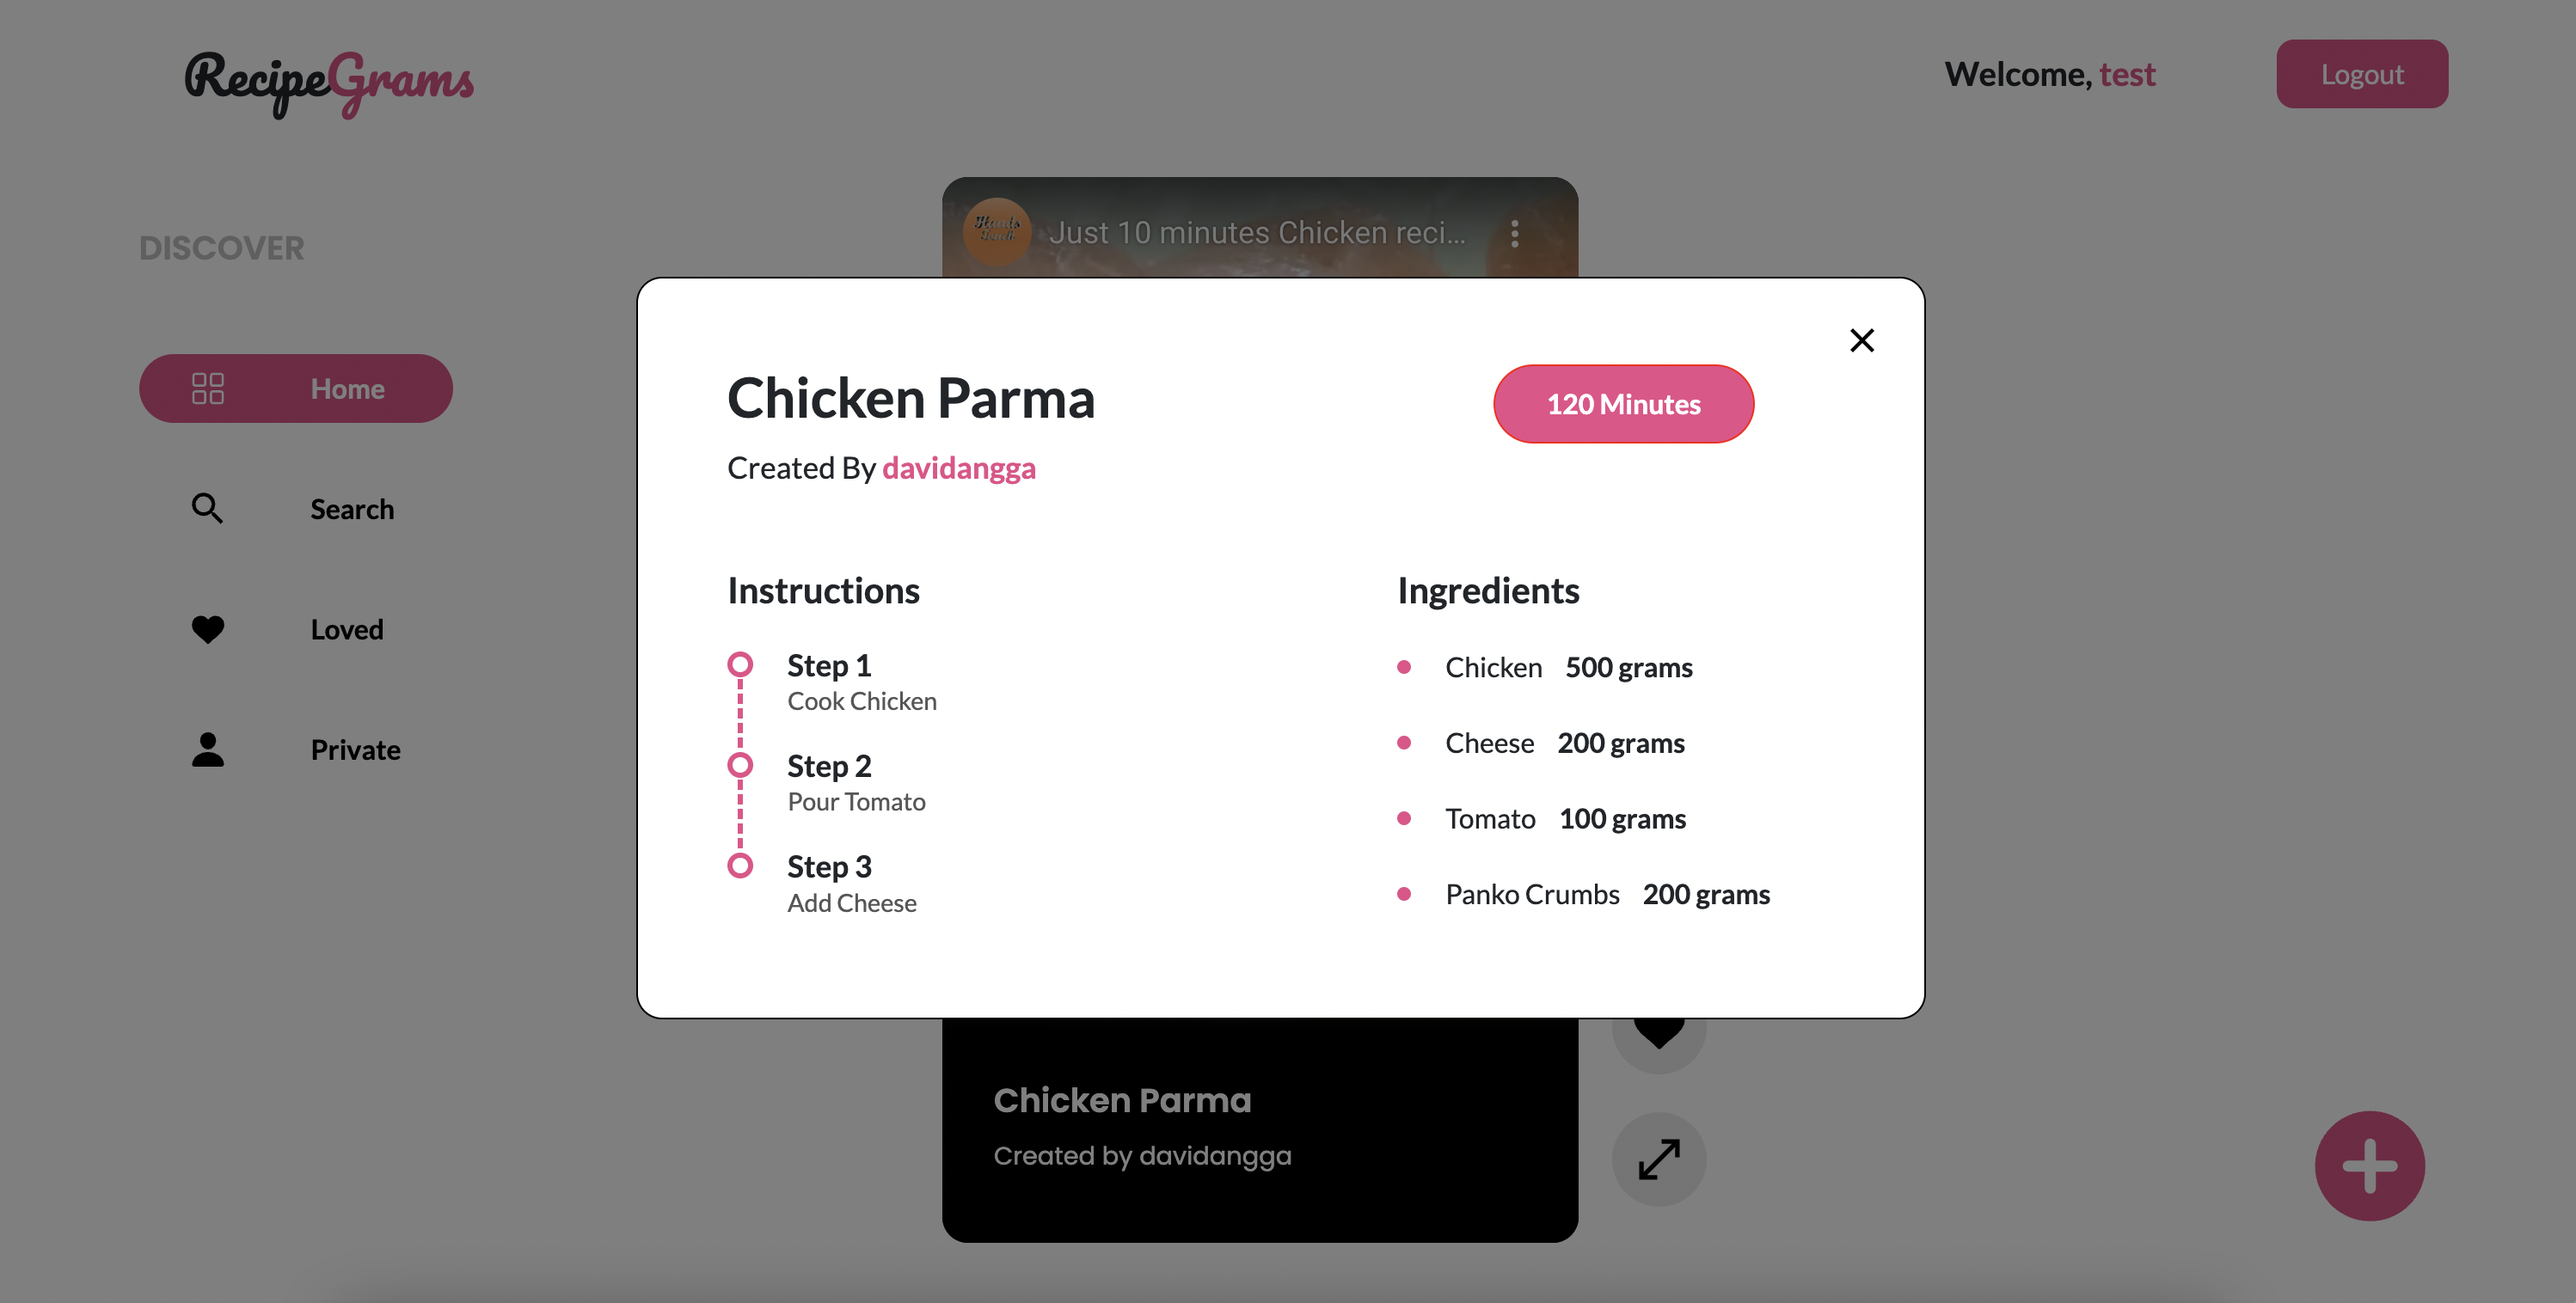 RecipeGrams
Welcome, test
Logout
DISCOVER
Home
Search
Loved
Private
Just 10 minutes Chicken reci...
Chicken Parma
120 Minutes
Created By davidangga
Instructions
Step 1
Cook Chicken
Step 2
Pour Tomato
Step 3
Add Cheese
Ingredients
Chicken 500 grams
Cheese 200 grams
Tomato 100 grams
Panko Crumbs 200 grams
Chicken Parma
Created by davidangga